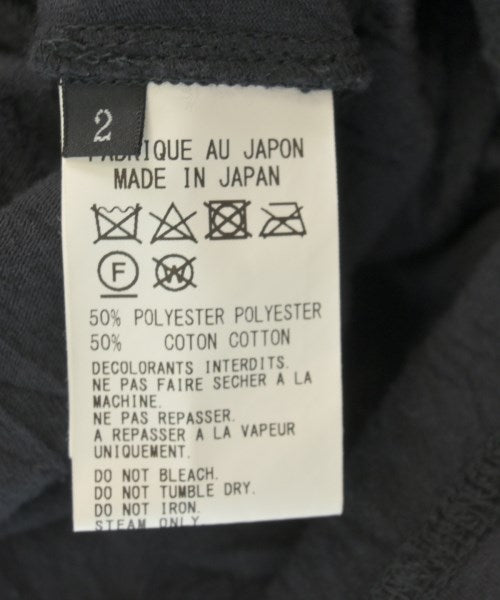 2
FABRIQUE AU JAPON
MADE IN JAPAN
F W
50% POLYESTER POLYESTER
50% COTON COTTON
DECOLORANTS INTERDITS.
NE PAS FAIRE SECHER A LA
MACHINE.
NE PAS REPASSER.
A REPASSER A LA VAPEUR
UNIQUEMENT.
DO NOT BLEACH.
DO NOT TUMBLE DRY.
DO NOT IRON.
STEAM ONLY.